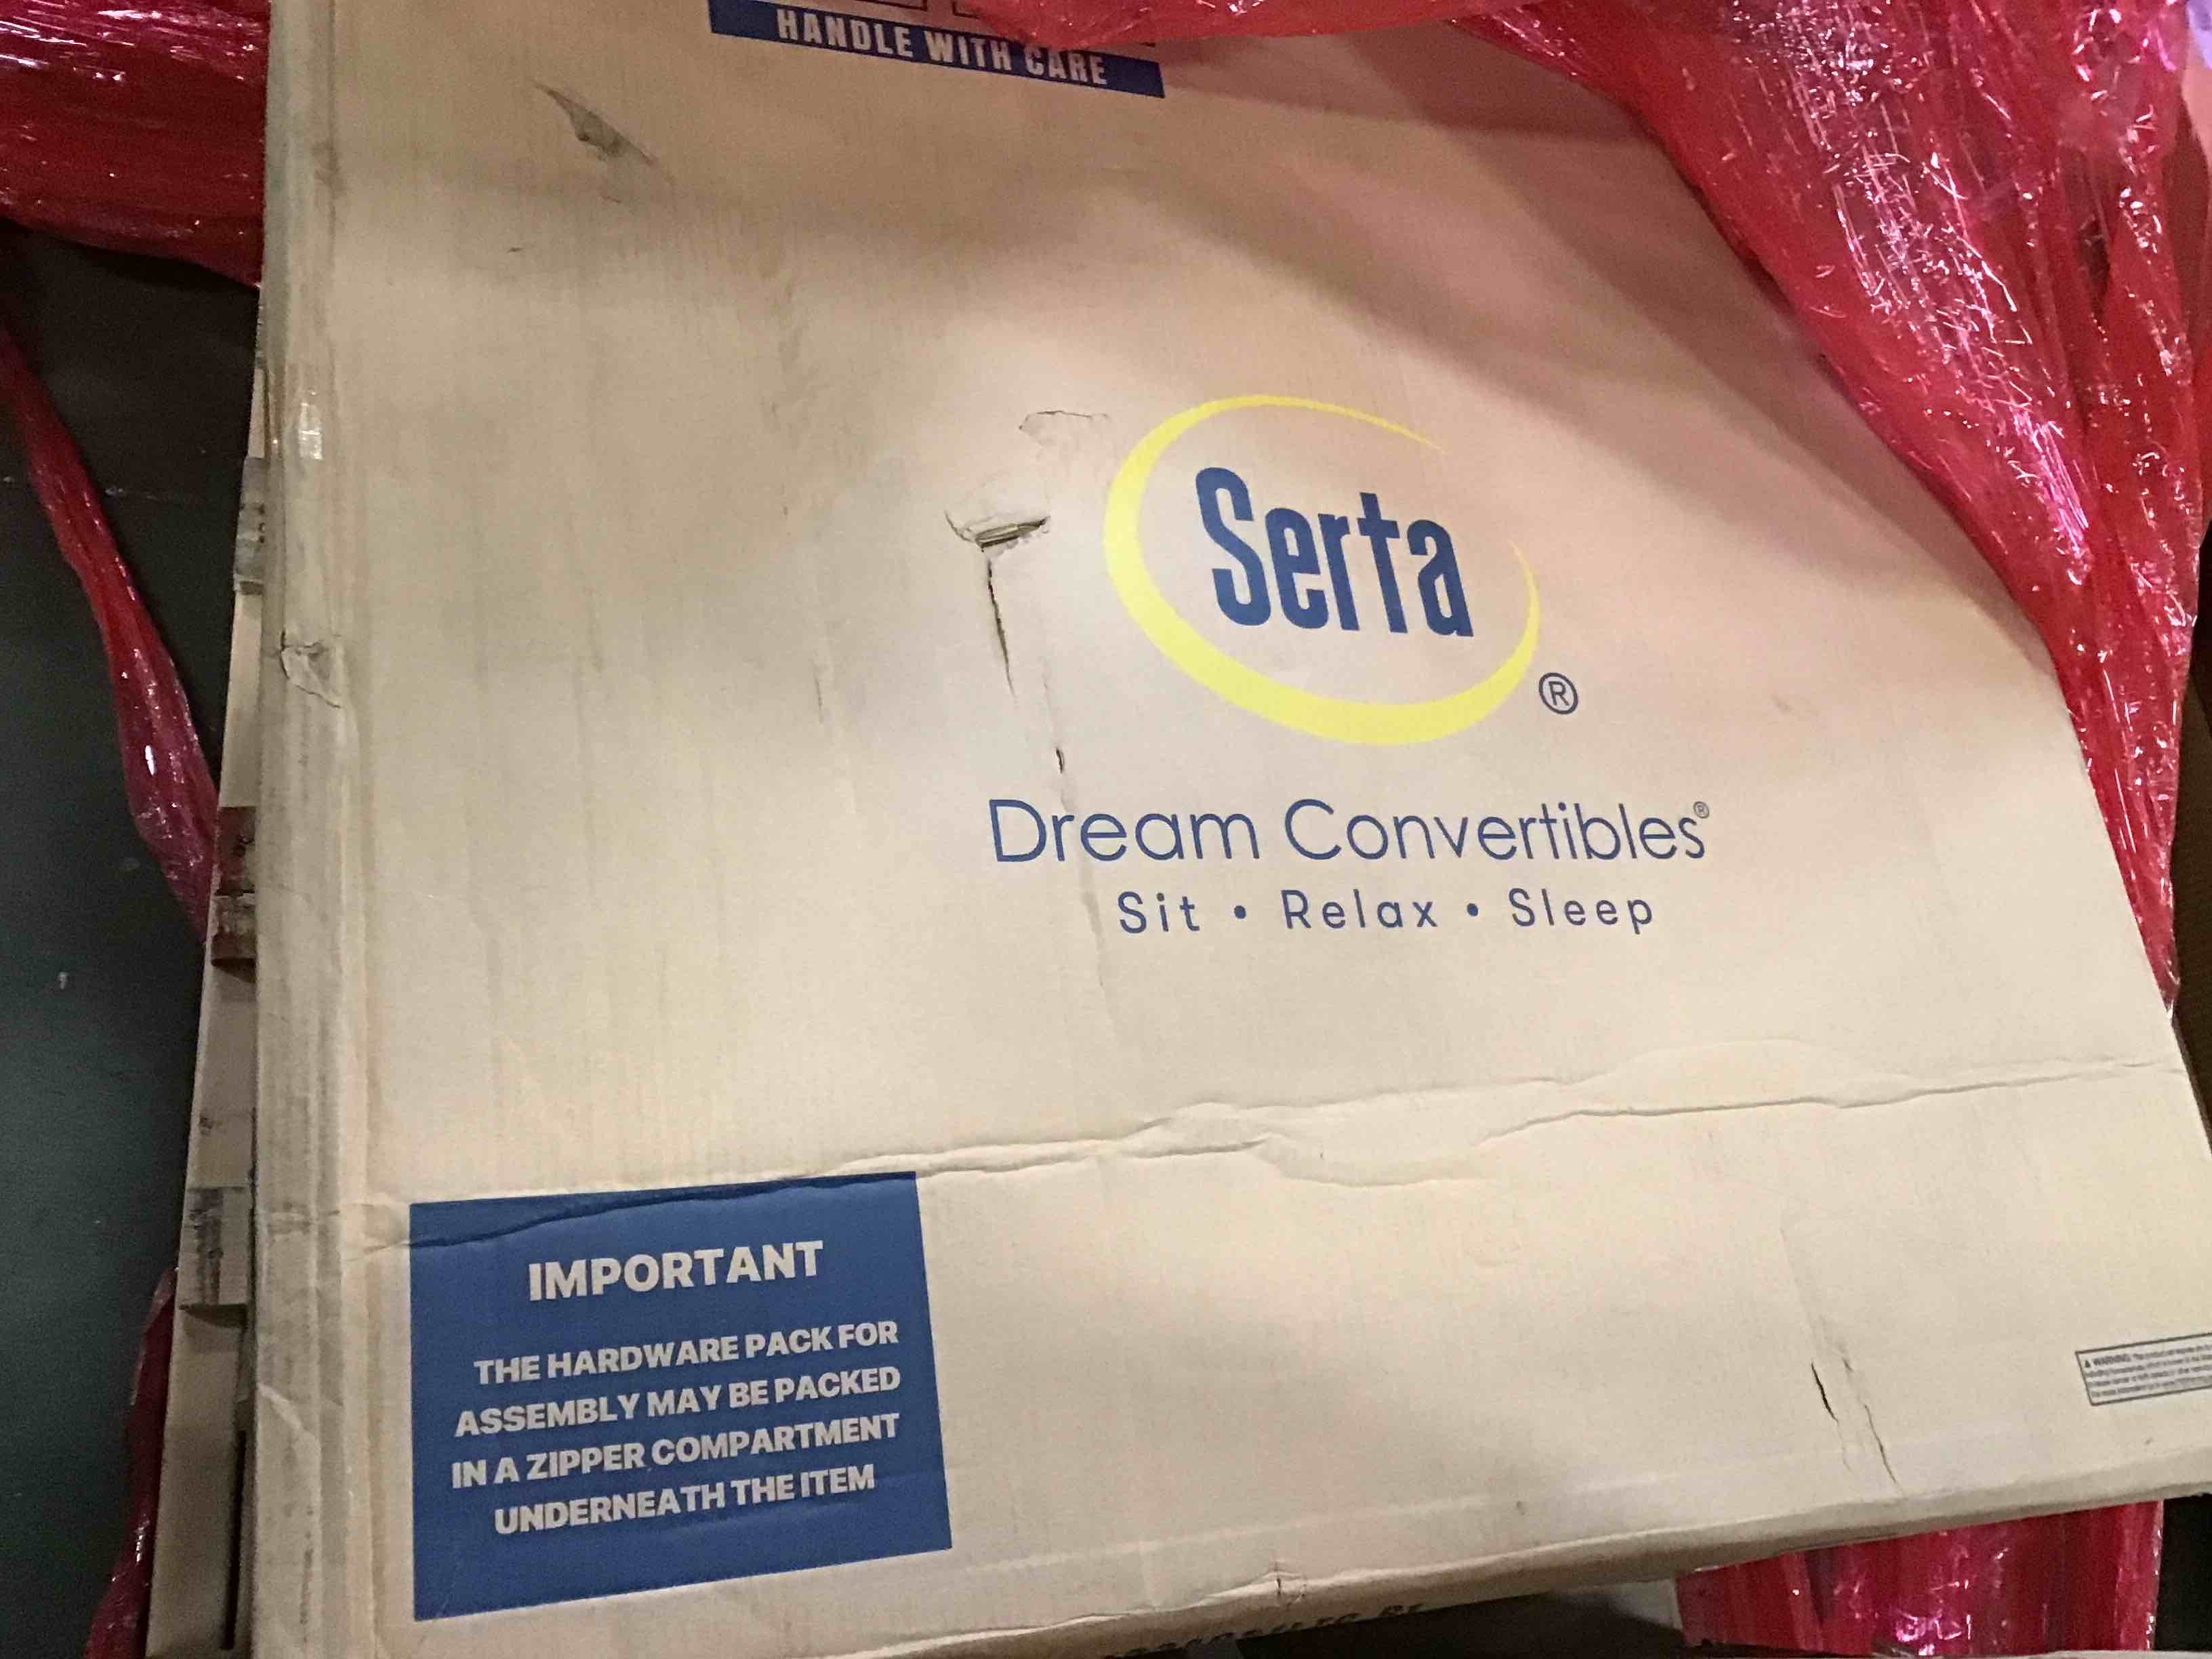 HANDLE WITH CARE
Serta
®
Dream Convertibles®
Sit • Relax • Sleep
IMPORTANT
THE HARDWARE PACK FOR
ASSEMBLY MAY BE PACKED
IN A ZIPPER COMPARTMENT
UNDERNEATH THE ITEM
WARNING: